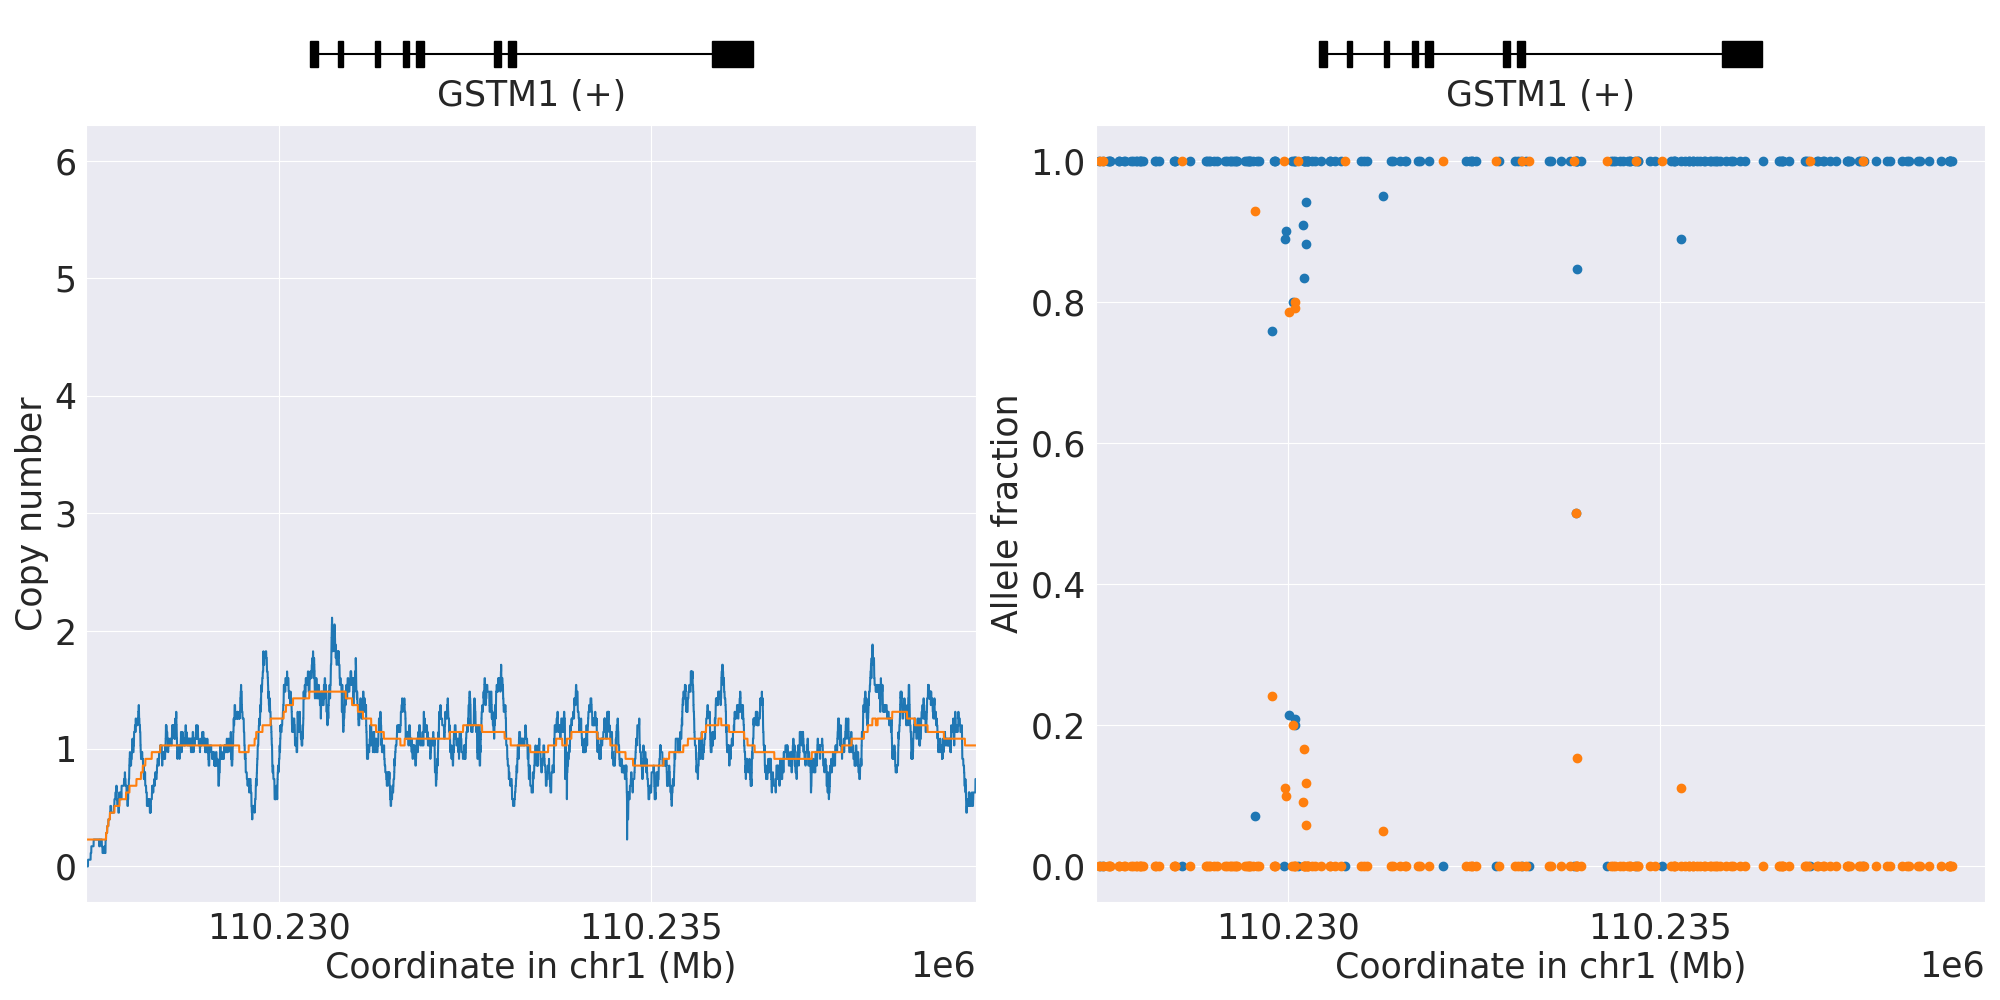 GSTM1 (+)
6
5
4
3
2
1
0
Copy number
110.230
110.235
Coordinate in chr1 (Mb)
1e6
GSTM1 (+)
1.0
0.8
0.6
0.4
0.2
0.0
Allele fraction
110.230
110.235
Coordinate in chr1 (Mb)
1e6